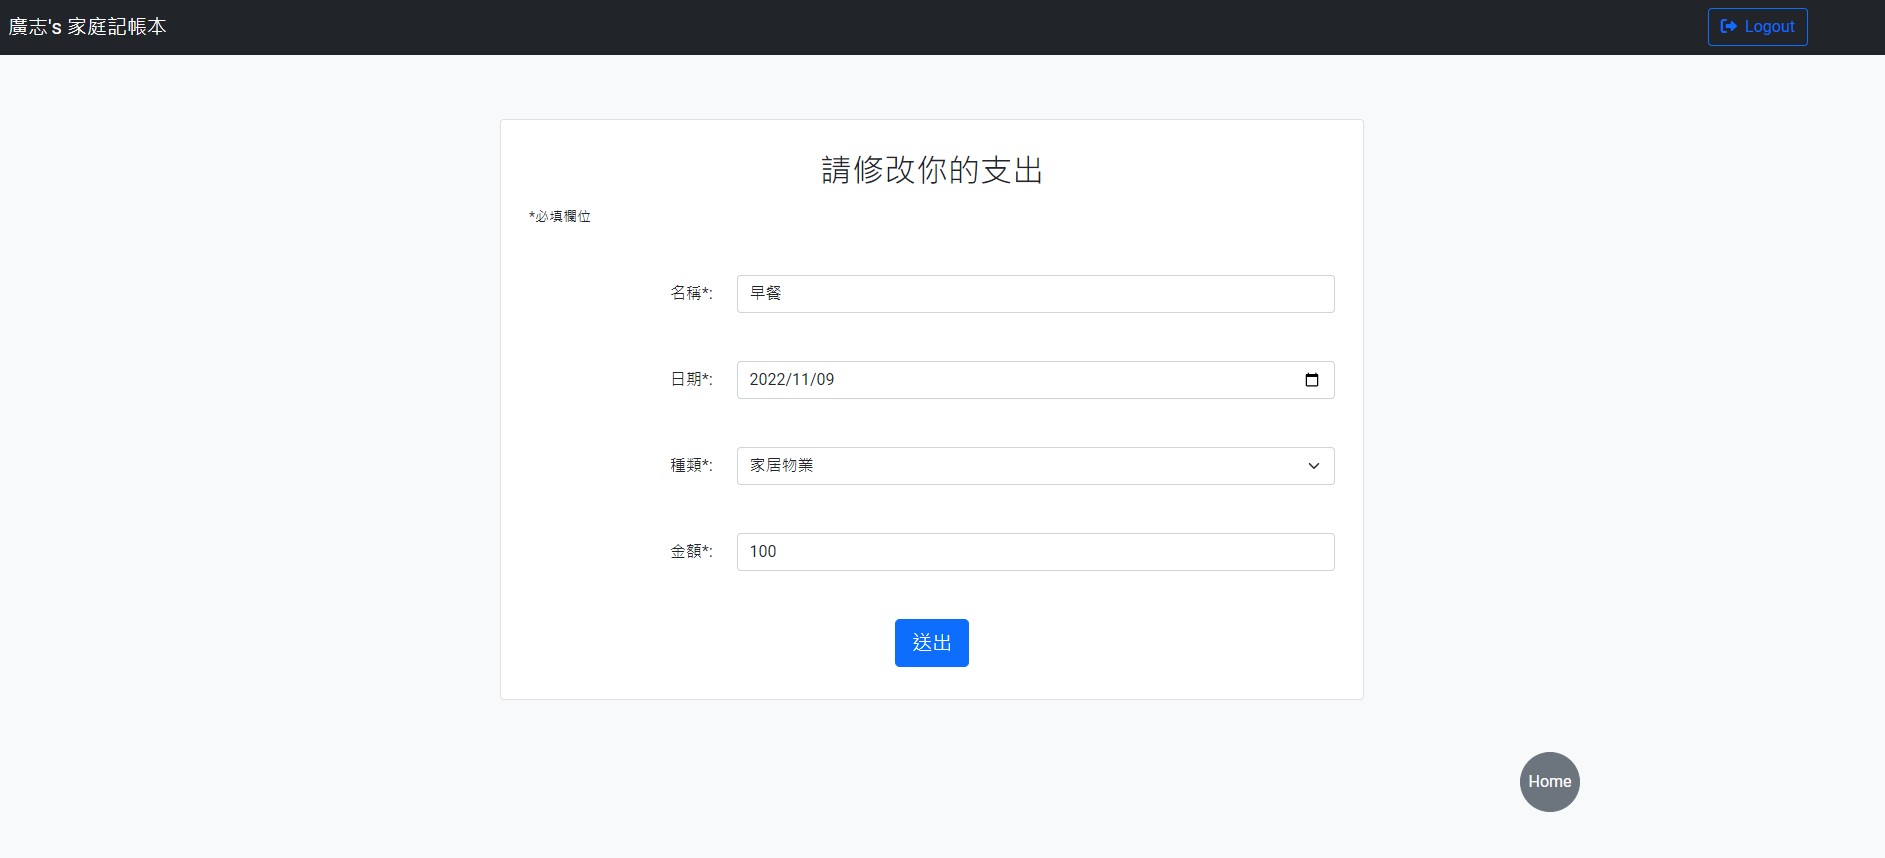 廣志's 家庭記帳本
Logout
請修改你的支出
*必填欄位
名稱*: 早餐
日期*: 2022/11/09
種類*: 家居物業
金額*: 100
送出
Home